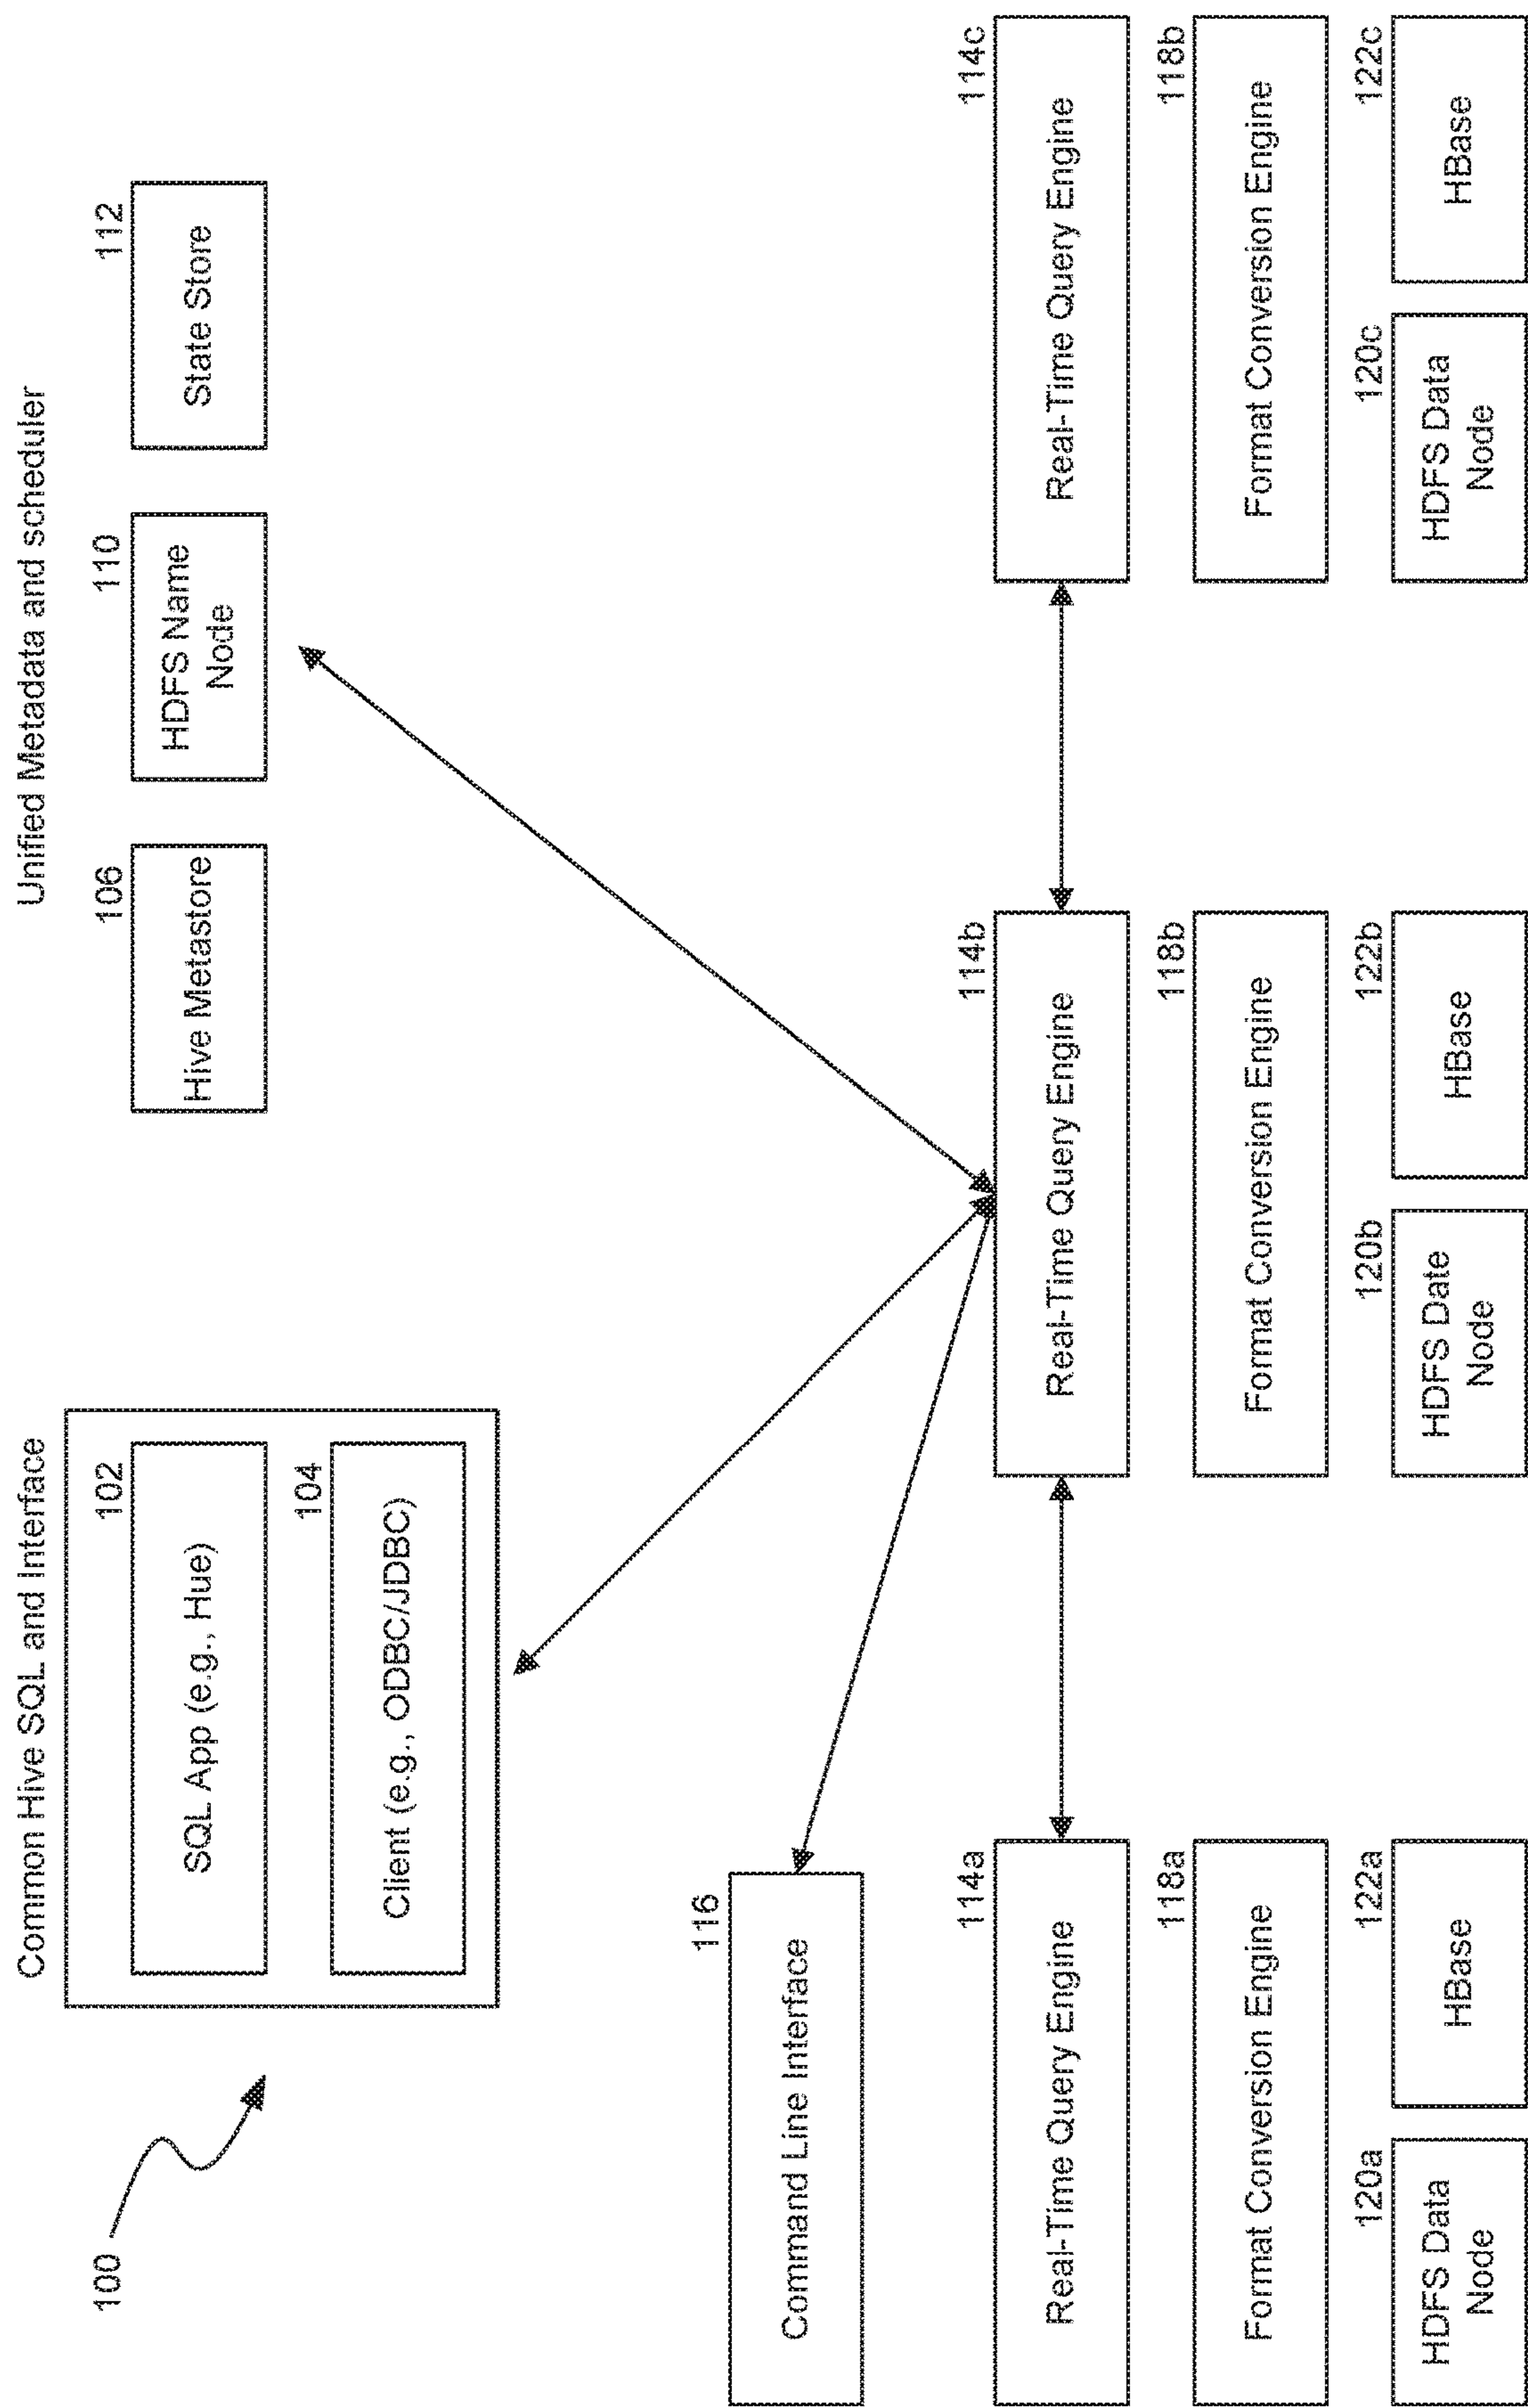 Common Hive SQL and Interface
Unified Metadata and scheduler
100
102
SQL App (e.g., Hue)
104
Client (e.g., ODBC/JDBC)
106
Hive Metastore
110
HDFS Name
Node
112
State Store
116
Command Line Interface
114a
Real-Time Query Engine
114b
Real-Time Query Engine
114c
Real-Time Query Engine
118a
Format Conversion Engine
118b
Format Conversion Engine
118b
Format Conversion Engine
120a
HDFS Data
Node
122a
HBase
120b
HDFS Date
Node
122b
HBase
120c
HDFS Data
Node
122c
HBase